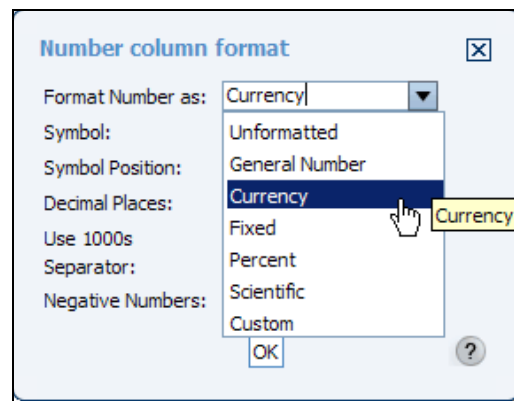 Number column format
Format Number as: Currency
Symbol:
Unformatted
Symbol Position:
General Number
Currency
Currency
Decimal Places:
Fixed
Use 1000s
Separator:
Percent
Scientific
Negative Numbers:
Custom
OK
?